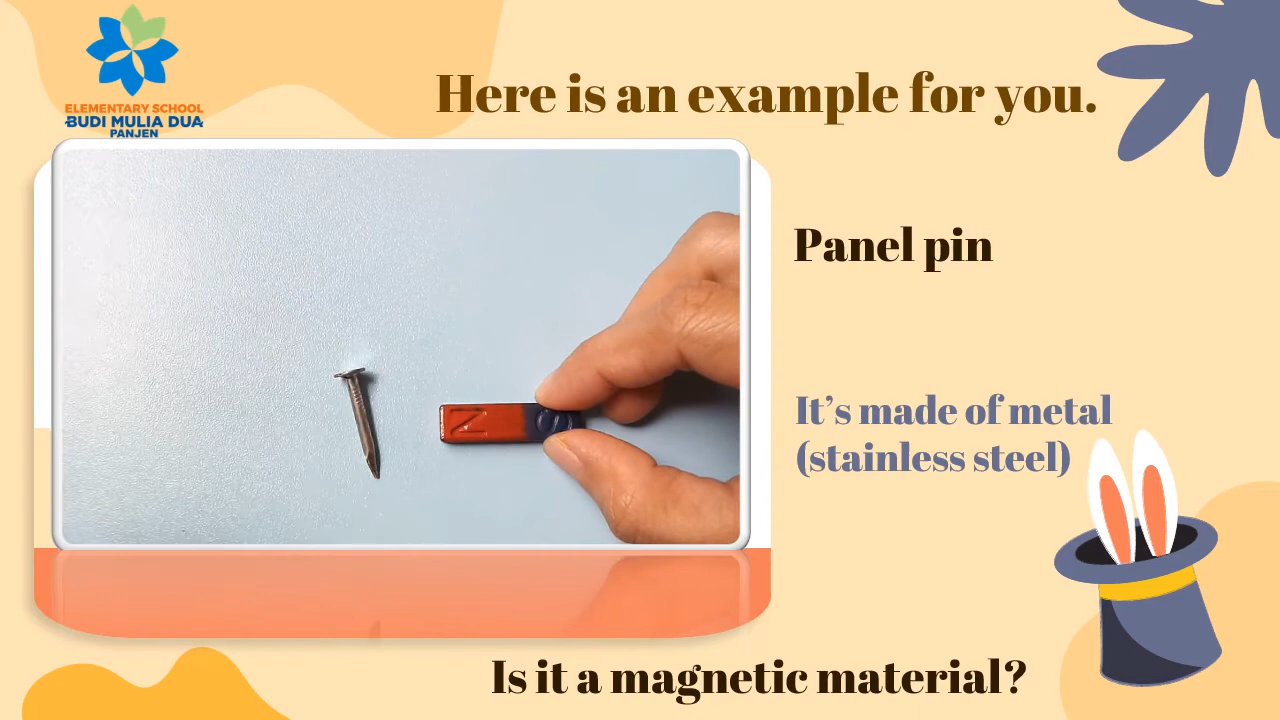 ELEMENTARY SCHOOL
BUDI MULIA DUA
PANJEN
Here is an example for you.
Panel pin
N
It's made of metal
(stainless steel)
Is it a magnetic material?